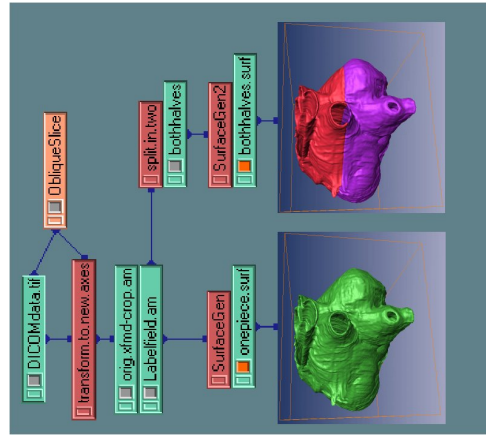 DICOMdata.tif
ObliqueSlice
transform.to.new.axes
orig.xfmd-crop.am
Labelfield.am
split.in.two
bothhalves
SurfaceGen
onepiece.surf
SurfaceGen2
bothhalves.surf